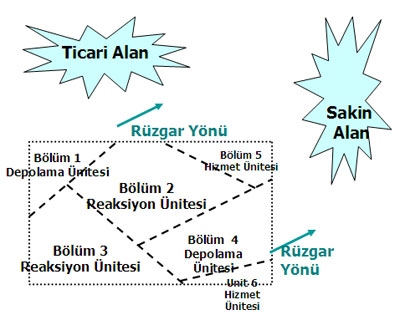 Ticari Alan
Sakin
Alan
Rüzgar Yönü
Bölüm 1
Depolama Ünitesi
Bölüm 5
Hizmet Ünitesi
Bölüm 2
Reaksiyon Ünitesi
Bölüm 3
Reaksiyon Ünitesi
Bölüm 4
Depolama
Ünitesi
Rüzgar
Yönü
Unit 6
Hizmet
Ünitesi